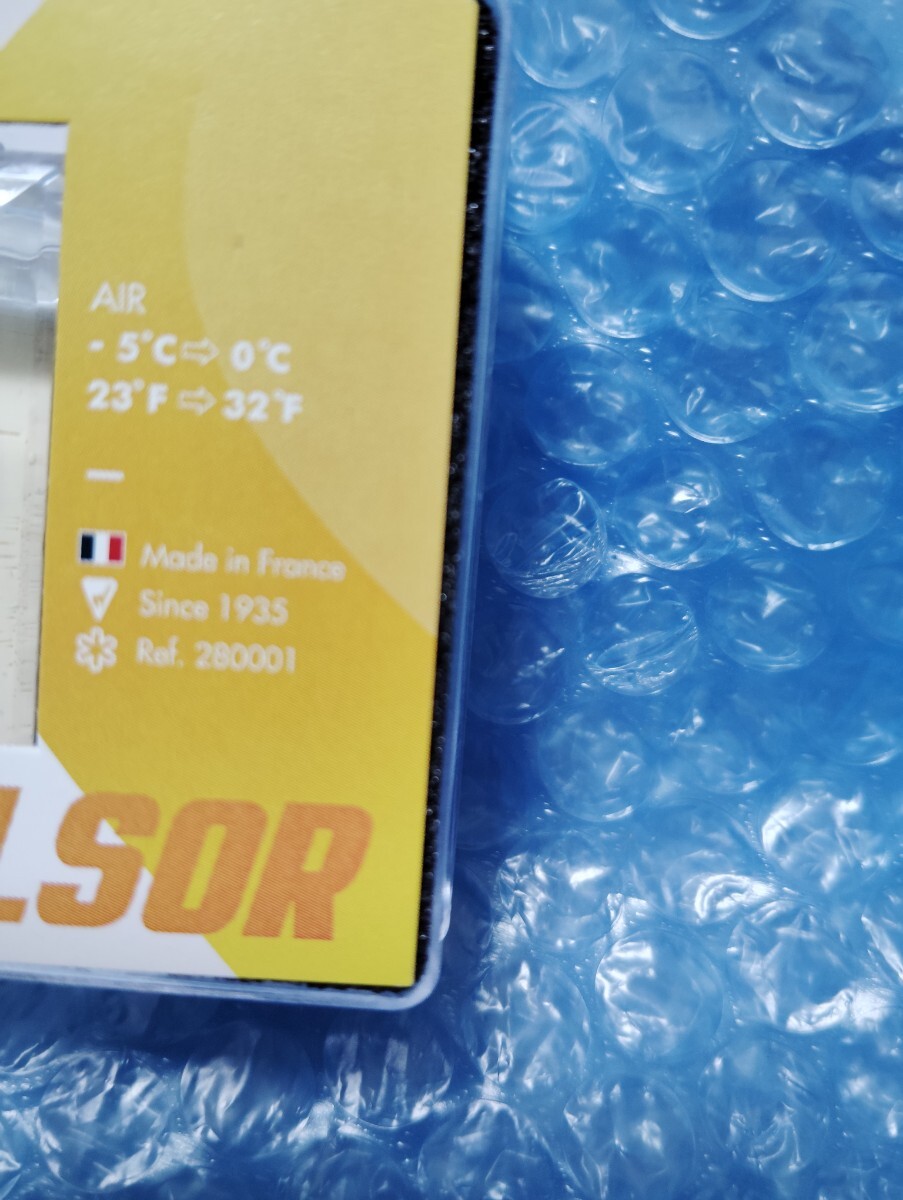 AIR
- 5°C⇨ 0°C
23°F ⇨ 32°F
Made in France
Since 1935
Ref. 280001
LSOR